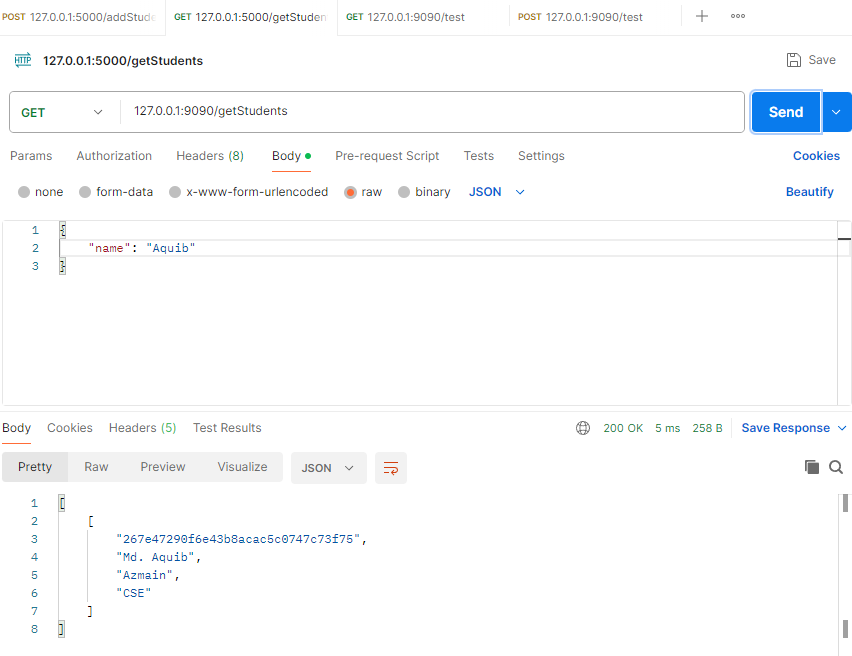 POST 127.0.0.1:5000/addStude GET 127.0.0.1:5000/getStuden GET 127.0.0.1:9090/test POST 127.0.0.1:9090/test
HTTP 127.0.0.1:5000/getStudents Save
GET 127.0.0.1:9090/getStudents Send
Params Authorization Headers (8) Body Pre-request Script Tests Settings Cookies
none form-data x-www-form-urlencoded raw binary JSON Beautify
1 {
2 "name": "Aquib"
3 }
Body Cookies Headers (5) Test Results 200 OK 5 ms 258 B Save Response
Pretty Raw Preview Visualize JSON
1 [
2 [
3 "267e47290f6e43b8acac5c0747c73f75",
4 "Md. Aquib",
5 "Azmain",
6 "CSE"
7 ]
8 ]